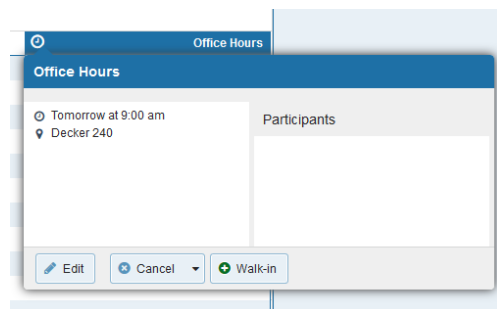 Office Hours
Office Hours
Tomorrow at 9:00 am
Decker 240
Participants
Edit
Cancel
Walk-in